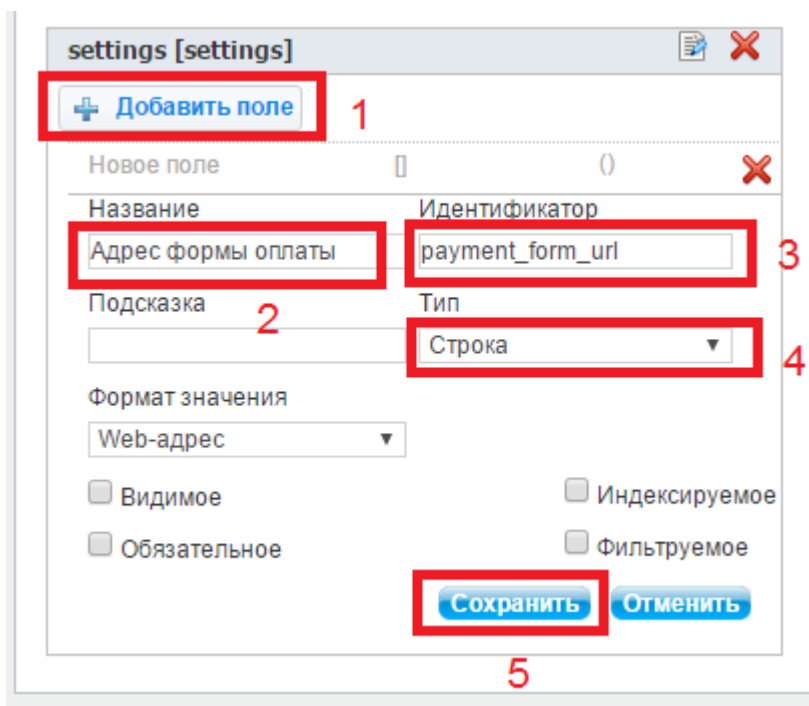 settings [settings]
Добавить поле
1
Новое поле [] ()
Название Идентификатор
Адрес формы оплаты payment_form_url
3
Подсказка Тип
2
Строка
4
Формат значения
Web-адрес
Видимое Индексируемое
Обязательное Фильтруемое
Сохранить Отменить
5